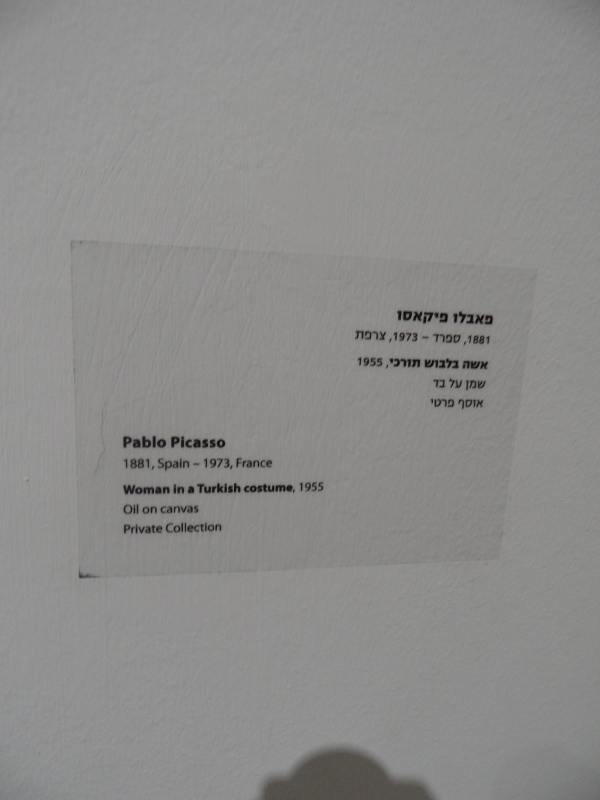 פאבלו פיקאסו
1881, ספרד – 1973, צרפת
אשה בלבוש תורכי, 1955
שמן על בד
אוסף פרטי
Pablo Picasso
1881, Spain – 1973, France
Woman in a Turkish costume, 1955
Oil on canvas
Private Collection